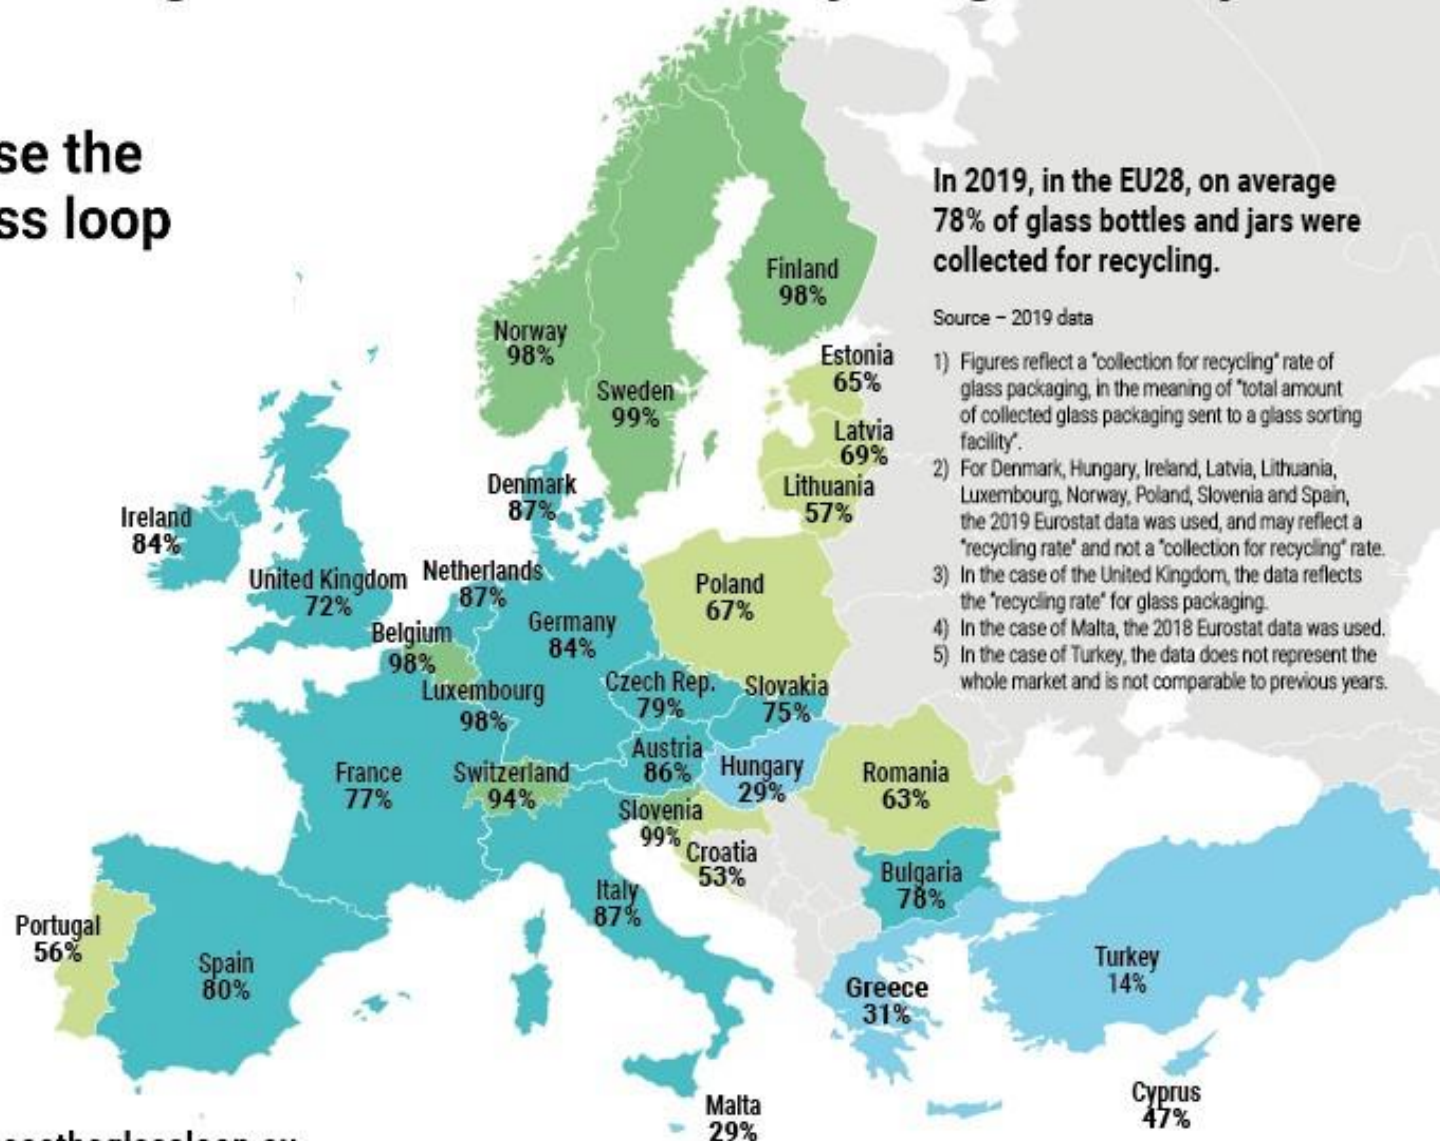 se the
ss loop
In 2019, in the EU28, on average
78% of glass bottles and jars were
collected for recycling.
Source – 2019 data
1) Figures reflect a "collection for recycling" rate of
glass packaging, in the meaning of "total amount
of collected glass packaging sent to a glass sorting
facility".
2) For Denmark, Hungary, Ireland, Latvia, Lithuania,
Luxembourg, Norway, Poland, Slovenia and Spain,
the 2019 Eurostat data was used, and may reflect a
"recycling rate" and not a "collection for recycling" rate.
3) In the case of the United Kingdom, the data reflects
the "recycling rate" for glass packaging.
4) In the case of Malta, the 2018 Eurostat data was used.
5) In the case of Turkey, the data does not represent the
whole market and is not comparable to previous years.
Finland
98%
Norway
98%
Sweden
99%
Estonia
65%
Latvia
69%
Lithuania
57%
Denmark
87%
Ireland
84%
United Kingdom
72%
Netherlands
87%
Belgium
98%
Germany
84%
Poland
67%
Luxembourg
98%
Czech Rep.
79%
Slovakia
75%
Austria
86%
Hungary
29%
Romania
63%
France
77%
Switzerland
94%
Slovenia
99%
Croatia
53%
Bulgaria
78%
Italy
87%
Portugal
56%
Spain
80%
Greece
31%
Turkey
14%
Malta
29%
Cyprus
47%